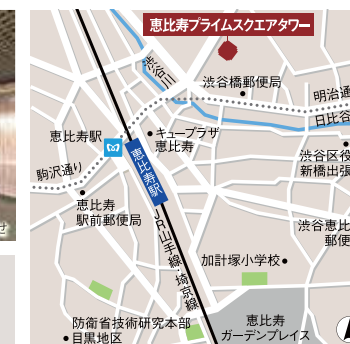 恵比寿プライムスクエアタワー
渋谷川
渋谷橋郵便局
明治通
日比谷
恵比寿駅
キュープラザ
恵比寿
恵比寿駅
渋谷区役
新橋出張
駒沢通り
恵比寿
駅前郵便局
JR山手線・埼京線
渋谷恵比
郵便
加計塚小学校
せ
防衛省技術研究本部
目黒地区
恵比寿
ガーデンプレイス